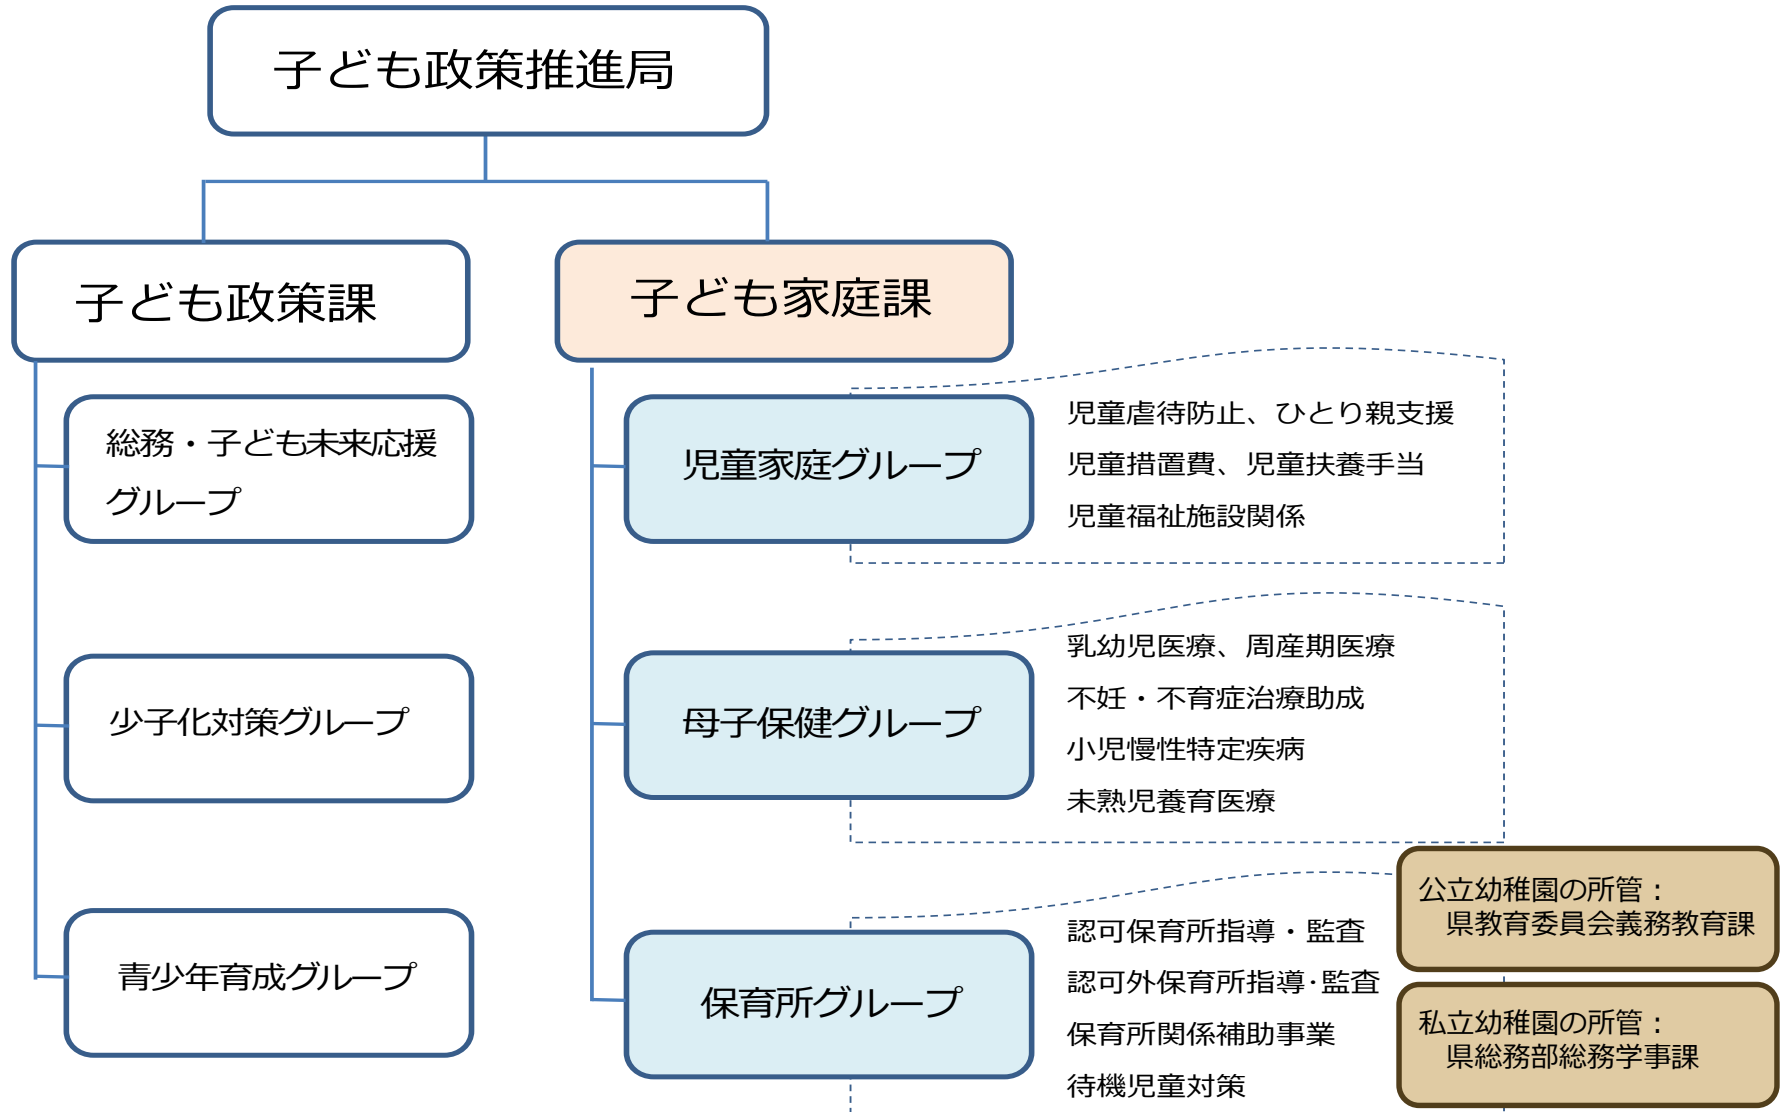 子ども政策推進局
子ども政策課
総務・子ども未来応援
グループ
少子化対策グループ
青少年育成グループ
子ども家庭課
児童家庭グループ
児童虐待防止、ひとり親支援
児童措置費、児童扶養手当
児童福祉施設関係
母子保健グループ
乳幼児医療、周産期医療
不妊・不育症治療助成
小児慢性特定疾病
未熟児養育医療
保育所グループ
認可保育所指導・監査
認可外保育所指導･監査
保育所関係補助事業
待機児童対策
公立幼稚園の所管：
県教育委員会義務教育課
私立幼稚園の所管：
県総務部総務学事課